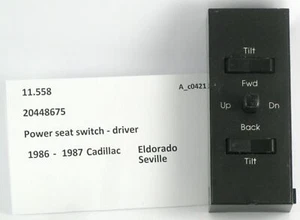 11.558
A_c0421
20448675
Power seat switch - driver
1986 - 1987 Cadillac Eldorado
Seville
Tilt
Fwd
Up Dn
Back
Tilt